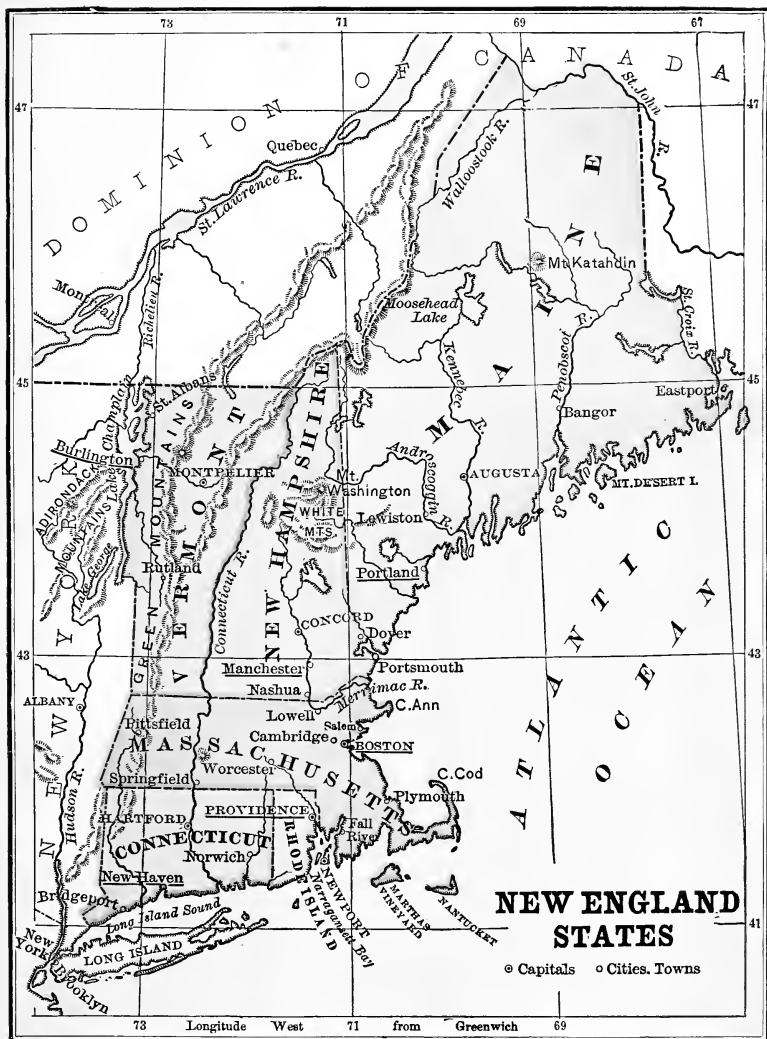 73 71 69 67
DOMINION OF CANADA
47 47
St. John R.
Quebec
St. Lawrence R.
Walloostook R.
MAINE
Mt. Katahdin
Montreal
Richelieu R.
Moosehead Lake
Kennebec R.
Penobscot R.
St. Croix R.
45 45
Eastport
Bangor
St. Albans
Champlain
Lake
Burlington
ADIRONDACK
MOUNTAINS
MONTPELIER
Mt. Washington
WHITE MTS.
Androscoggin R.
AUGUSTA
MT. DESERT I.
Lewiston
Portland
Lake George
Rutland
GREEN MOUNTAINS
VERMONT
Connecticut R.
NEW HAMPSHIRE
CONCORD
Dover
43 43
Manchester
Portsmouth
Nashua
Merrimac R.
Lowell
C. Ann
ALBANY
NEW YORK
Hudson R.
Pittsfield
MASSACHUSETTS
Salem
Cambridge
BOSTON
Worcester
Springfield
C. Cod
Plymouth
HARTFORD
PROVIDENCE
Fall River
CONNECTICUT
Norwich
RHODE ISLAND
NEWPORT
Narragansett Bay
MARTHAS VINEYARD
NANTUCKET
New Haven
Bridgeport
Long Island Sound
LONG ISLAND
New York
Brooklyn
ATLANTIC
OCEAN
41
NEW ENGLAND
STATES
Capitals Cities. Towns
73 Longitude West 71 from Greenwich 69